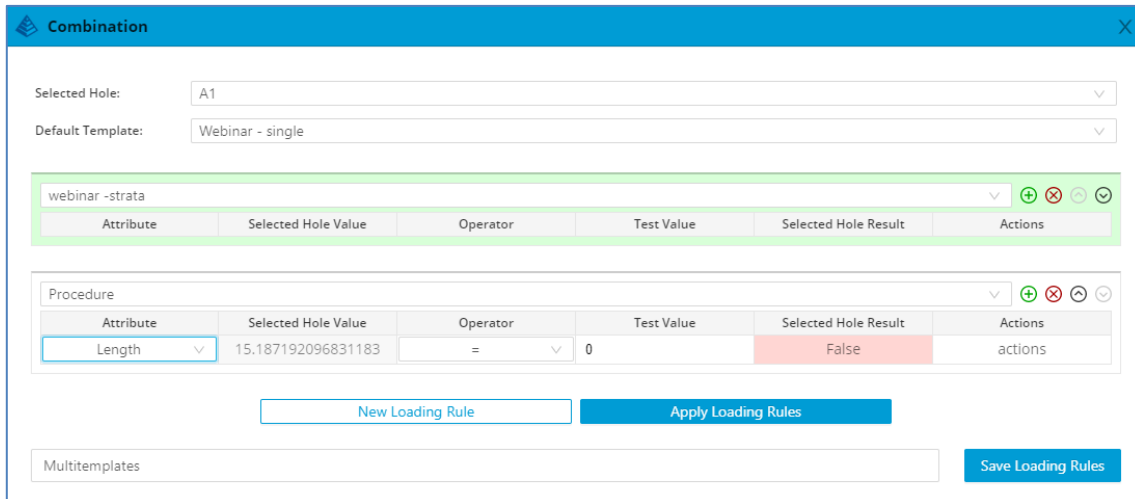 Combination X
Selected Hole: A1
Default Template: Webinar - single
webinar -strata
Attribute Selected Hole Value Operator Test Value Selected Hole Result Actions
Procedure
Attribute Selected Hole Value Operator Test Value Selected Hole Result Actions
Length 15.187192096831183 = 0 False actions
New Loading Rule Apply Loading Rules
Multitemplates Save Loading Rules